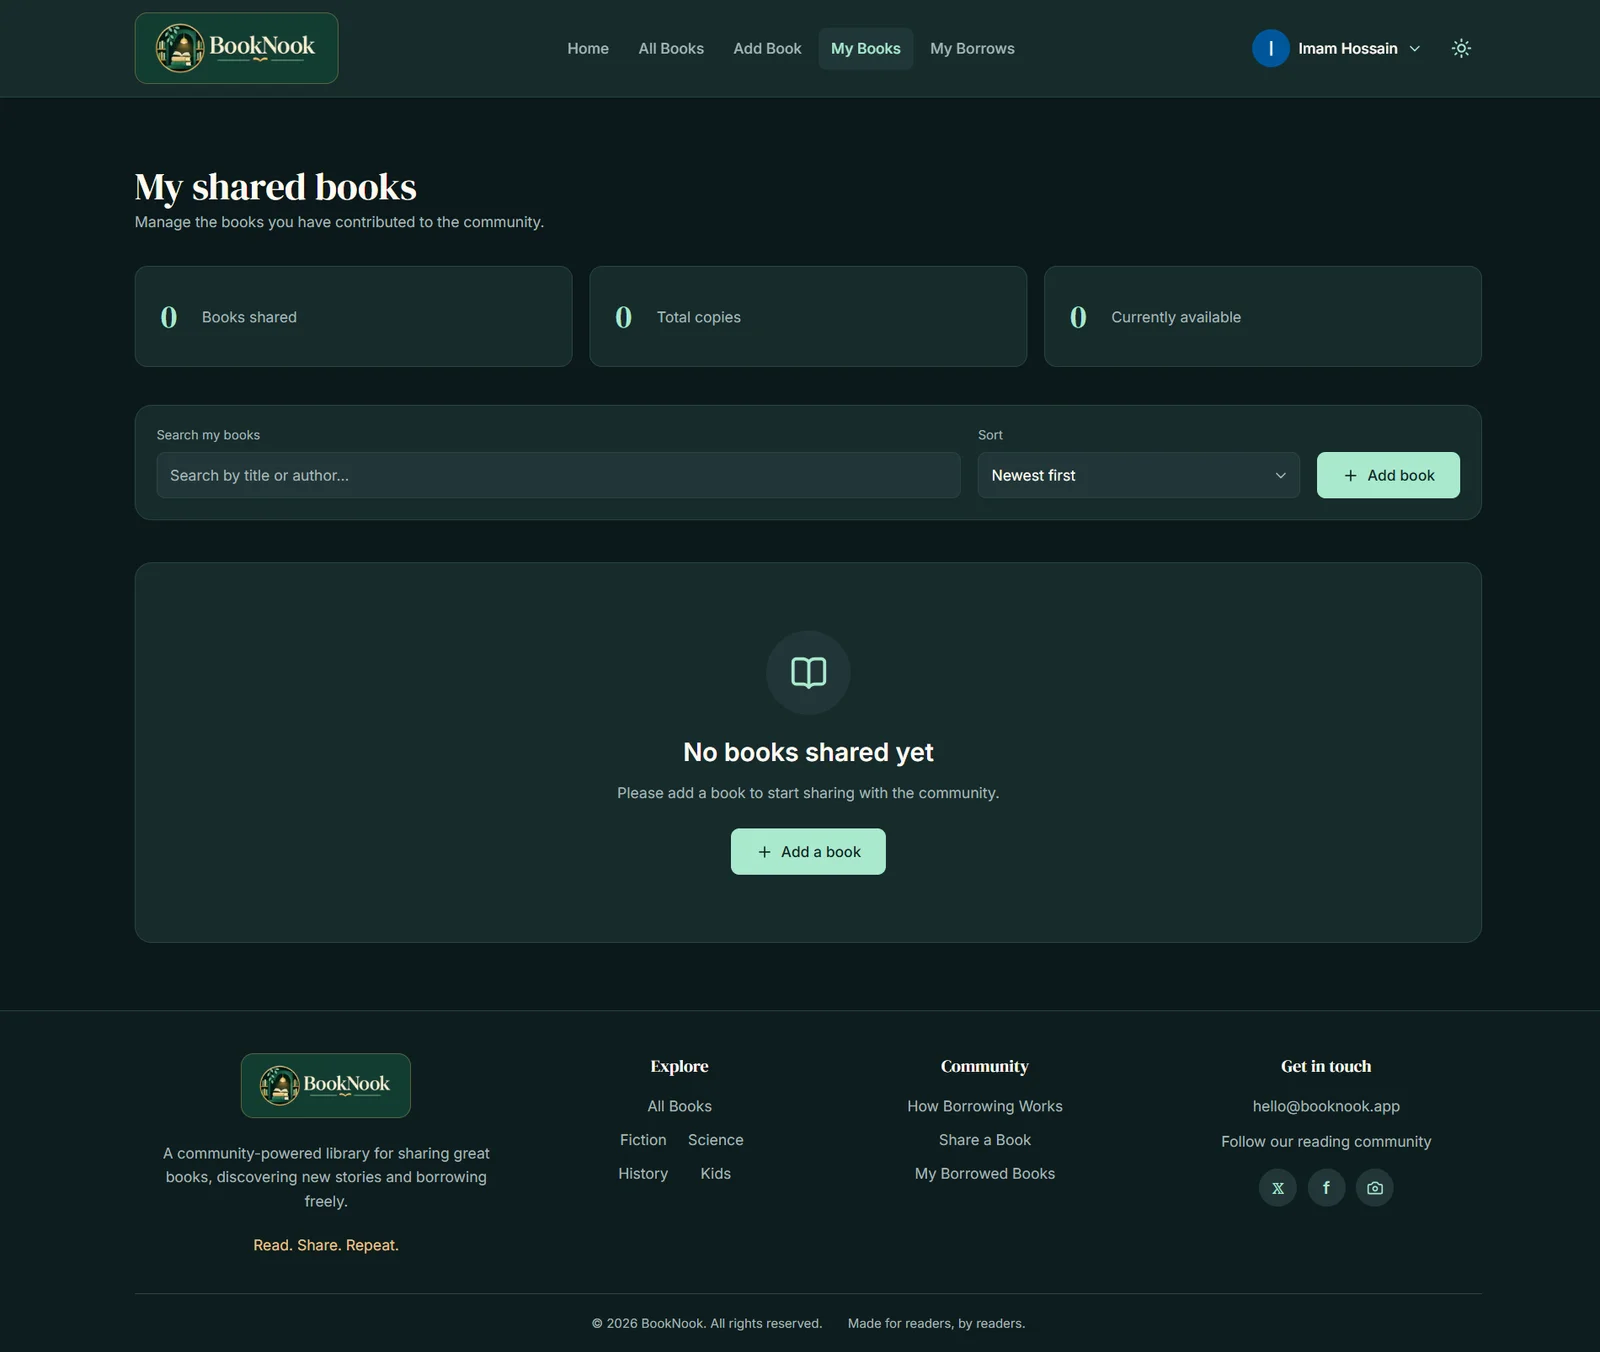 BookNook
Home
All Books
Add Book
My Books
My Borrows
I
Imam Hossain
My shared books
Manage the books you have contributed to the community.
0 Books shared
0 Total copies
0 Currently available
Search my books
Sort
Search by title or author...
Newest first
+ Add book
No books shared yet
Please add a book to start sharing with the community.
+ Add a book
BookNook
A community-powered library for sharing great
books, discovering new stories and borrowing
freely.
Read. Share. Repeat.
Explore
All Books
Fiction Science
History Kids
Community
How Borrowing Works
Share a Book
My Borrowed Books
Get in touch
hello@booknook.app
Follow our reading community
𝕏 f
© 2026 BookNook. All rights reserved. Made for readers, by readers.